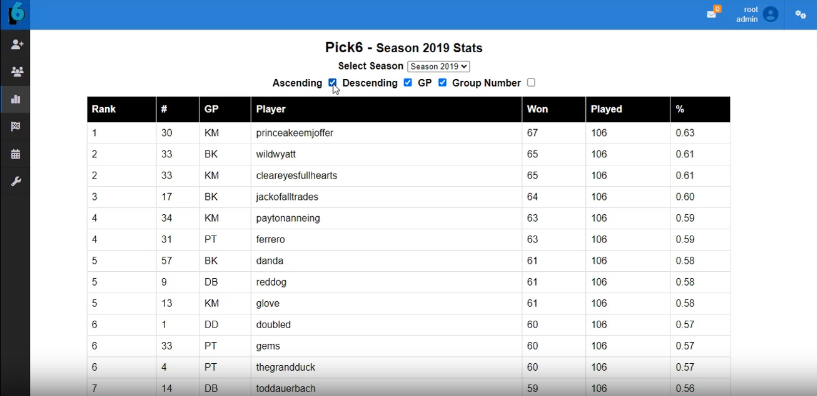 6
0
root
admin
Pick6 - Season 2019 Stats
Select Season Season 2019
Ascending Descending GP Group Number
Rank # GP Player Won Played %
1 30 KM princeakeemjoffer 67 106 0.63
2 33 BK wildwyatt 65 106 0.61
2 33 KM cleareyesfullhearts 65 106 0.61
3 17 BK jackofalltrades 64 106 0.60
4 34 KM paytonanneing 63 106 0.59
4 31 PT ferrero 63 106 0.59
5 57 BK danda 61 106 0.58
5 9 DB reddog 61 106 0.58
5 13 KM glove 61 106 0.58
6 1 DD doubled 60 106 0.57
6 33 PT gems 60 106 0.57
6 4 PT thegrandduck 60 106 0.57
7 14 DB toddauerbach 59 106 0.56